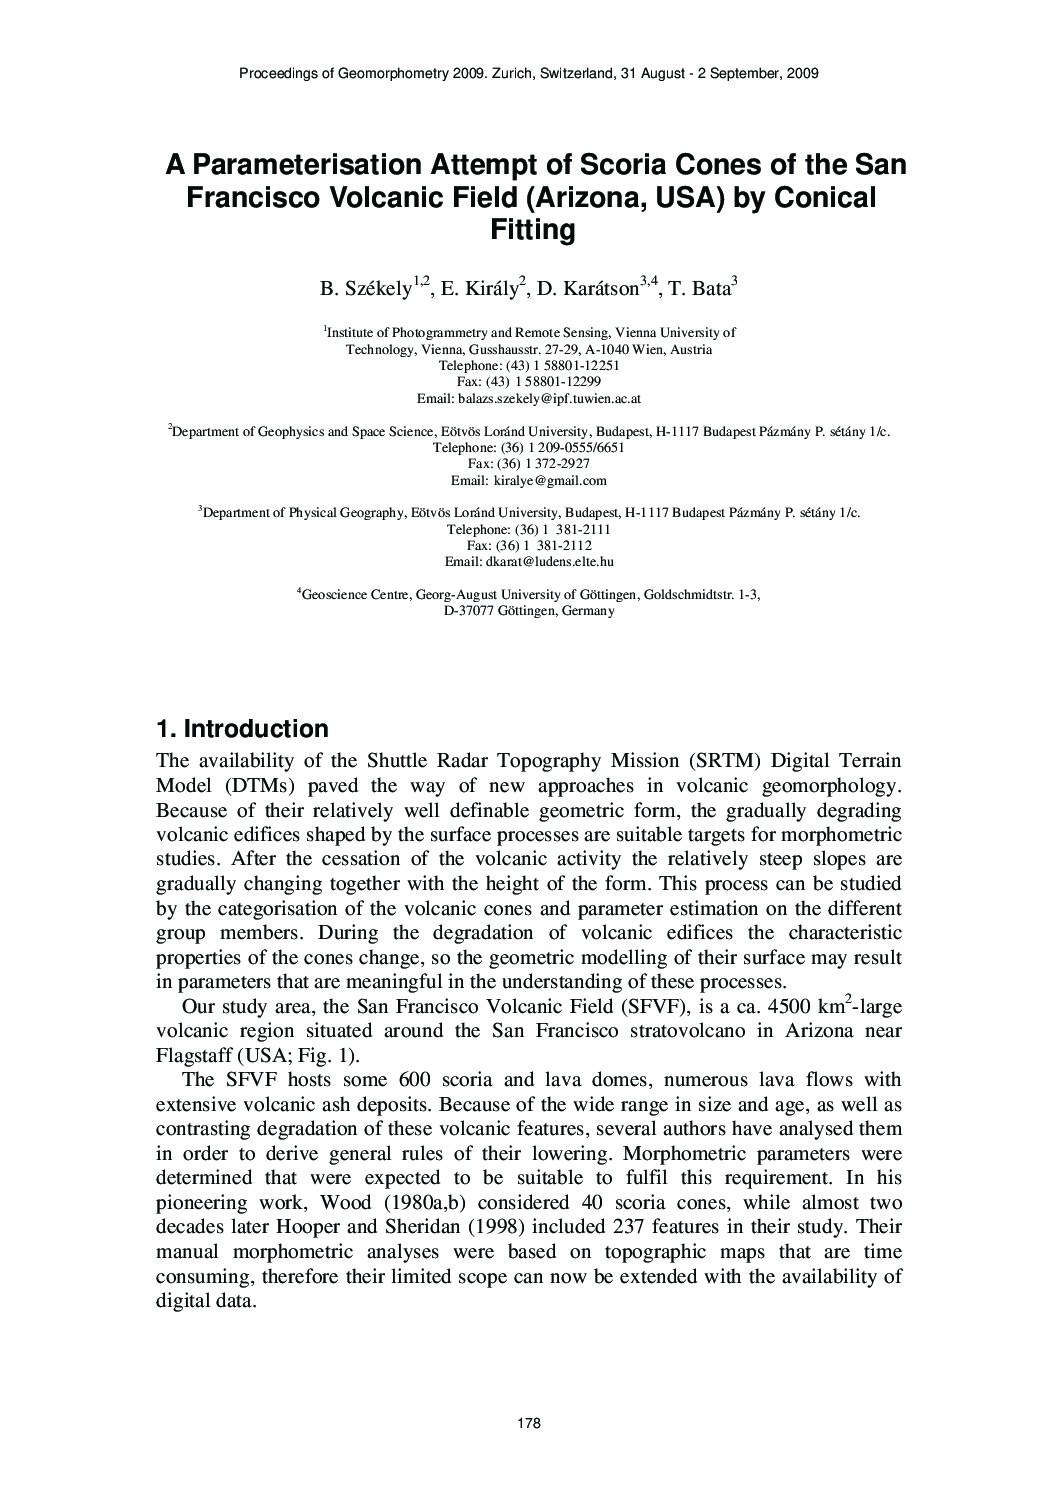 Proceedings of Geomorphometry 2009. Zurich, Switzerland, 31 August - 2 September, 2009
A Parameterisation Attempt of Scoria Cones of the San
Francisco Volcanic Field (Arizona, USA) by Conical
Fitting
B. Székely1,2, E. Király2, D. Karátson3,4, T. Bata3
1Institute of Photogrammetry and Remote Sensing, Vienna University of
Technology, Vienna, Gusshausstr. 27-29, A-1040 Wien, Austria
Telephone: (43) 1 58801-12251
Fax: (43) 1 58801-12299
Email: balazs.szekely@ipf.tuwien.ac.at
2Department of Geophysics and Space Science, Eötvös Loránd University, Budapest, H-1117 Budapest Pázmány P. sétány 1/c.
Telephone: (36) 1 209-0555/6651
Fax: (36) 1 372-2927
Email: kiralye@gmail.com
3Department of Physical Geography, Eötvös Loránd University, Budapest, H-1117 Budapest Pázmány P. sétány 1/c.
Telephone: (36) 1 381-2111
Fax: (36) 1 381-2112
Email: dkarat@ludens.elte.hu
4Geoscience Centre, Georg-August University of Göttingen, Goldschmidtstr. 1-3,
D-37077 Göttingen, Germany
1. Introduction
The availability of the Shuttle Radar Topography Mission (SRTM) Digital Terrain
Model (DTMs) paved the way of new approaches in volcanic geomorphology.
Because of their relatively well definable geometric form, the gradually degrading
volcanic edifices shaped by the surface processes are suitable targets for morphometric
studies. After the cessation of the volcanic activity the relatively steep slopes are
gradually changing together with the height of the form. This process can be studied
by the categorisation of the volcanic cones and parameter estimation on the different
group members. During the degradation of volcanic edifices the characteristic
properties of the cones change, so the geometric modelling of their surface may result
in parameters that are meaningful in the understanding of these processes.
Our study area, the San Francisco Volcanic Field (SFVF), is a ca. 4500 km2-large
volcanic region situated around the San Francisco stratovolcano in Arizona near
Flagstaff (USA; Fig. 1).
The SFVF hosts some 600 scoria and lava domes, numerous lava flows with
extensive volcanic ash deposits. Because of the wide range in size and age, as well as
contrasting degradation of these volcanic features, several authors have analysed them
in order to derive general rules of their lowering. Morphometric parameters were
determined that were expected to be suitable to fulfil this requirement. In his
pioneering work, Wood (1980a,b) considered 40 scoria cones, while almost two
decades later Hooper and Sheridan (1998) included 237 features in their study. Their
manual morphometric analyses were based on topographic maps that are time
consuming, therefore their limited scope can now be extended with the availability of
digital data.
178